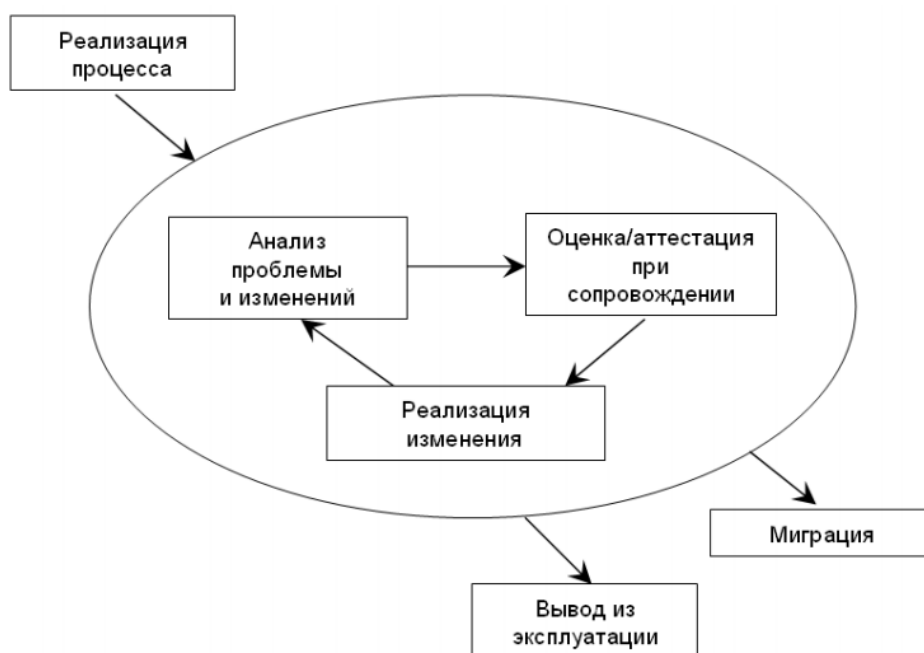 Реализация
процесса
Анализ
проблемы
и изменений
Оценка/аттестация
при
сопровождении
Реализация
изменения
Миграция
Вывод из
эксплуатации